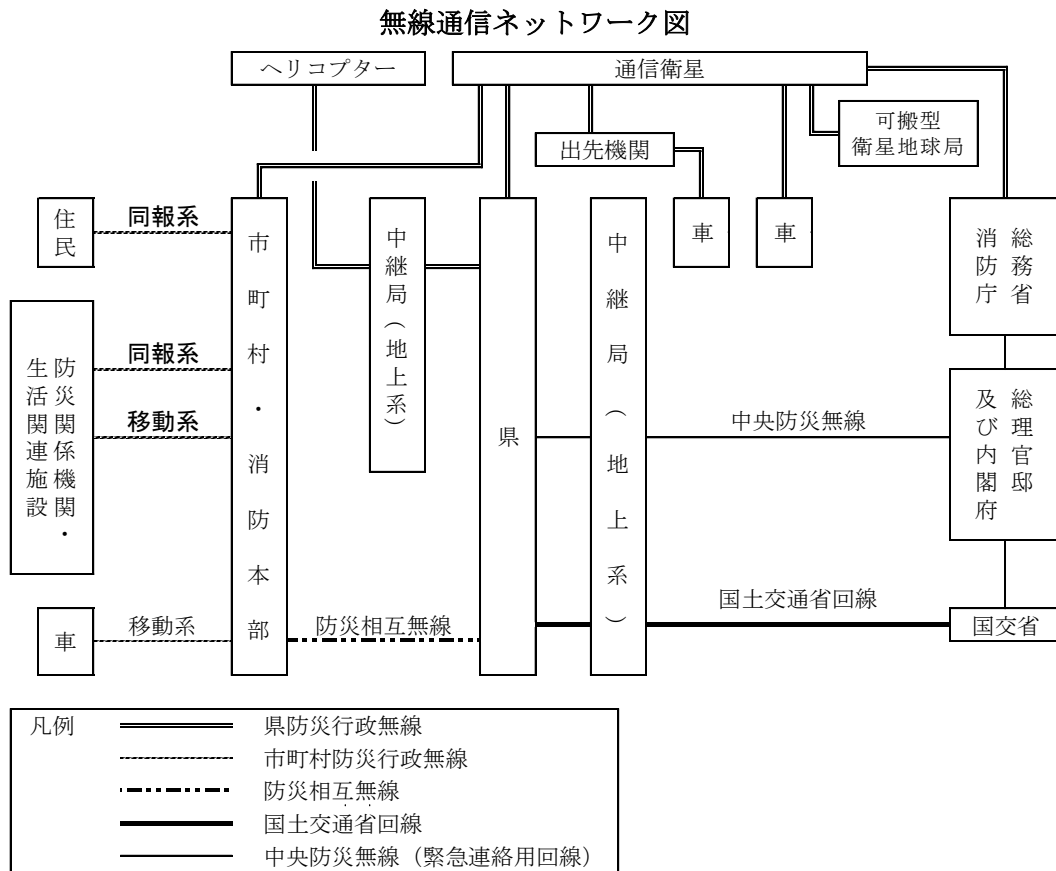 無線通信ネットワーク図
ヘリコプター
通信衛星
可搬型
衛星地球局
出先機関
住民
同報系
市町村・消防本部
中継局(地上系)
県
中継局(地上系)
車
車
総務省
消防庁
防災関係機関・
生活関連施設
同報系
移動系
中央防災無線
総理官邸
及び内閣府
車
移動系
防災相互無線
国土交通省回線
国交省
凡例
県防災行政無線
市町村防災行政無線
防災相互無線
国土交通省回線
中央防災無線(緊急連絡用回線)